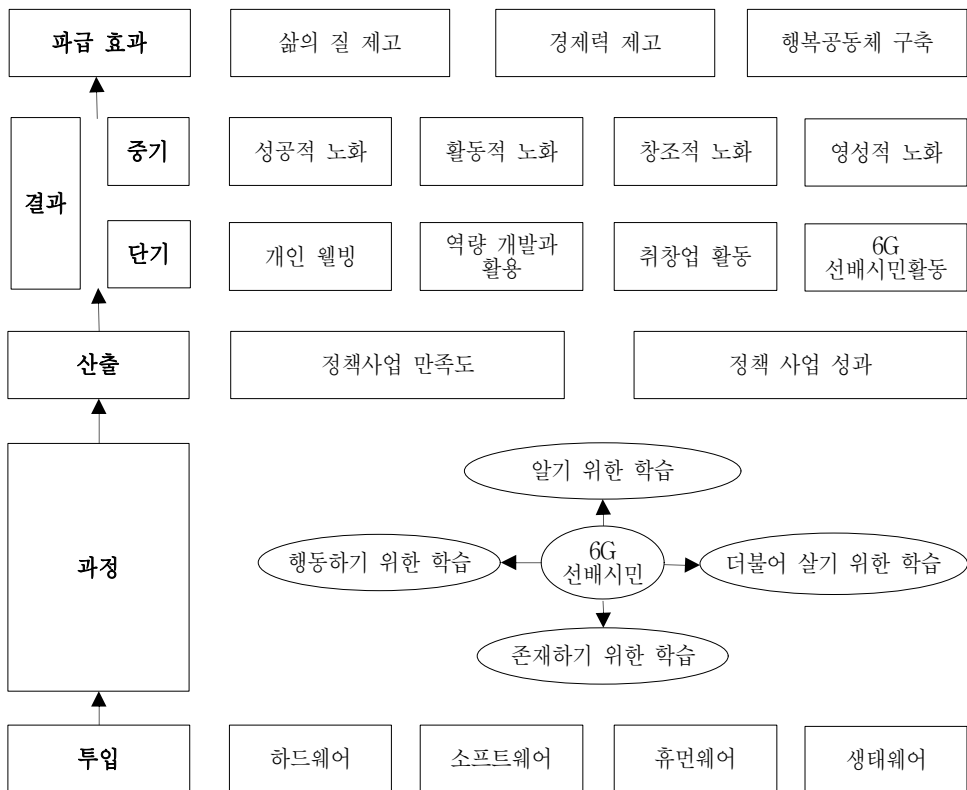 파급 효과
삶의 질 제고
경제력 제고
행복공동체 구축
결과
중기
성공적 노화
활동적 노화
창조적 노화
영성적 노화
단기
개인 웰빙
역량 개발과
활용
취창업 활동
6G
선배시민활동
산출
정책사업 만족도
정책 사업 성과
과정
알기 위한 학습
행동하기 위한 학습
6G
선배시민
더불어 살기 위한 학습
존재하기 위한 학습
투입
하드웨어
소프트웨어
휴먼웨어
생태웨어